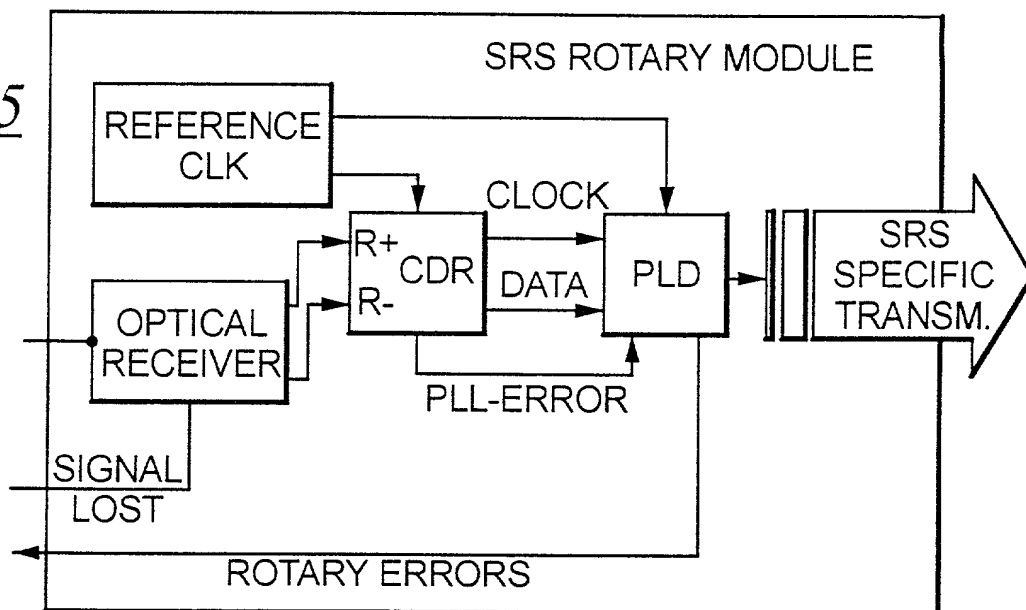 5
SRS ROTARY MODULE
REFERENCE
CLK
CLOCK
R+
CDR
R-
DATA
PLD
SRS
SPECIFIC
TRANSM.
OPTICAL
RECEIVER
PLL-ERROR
SIGNAL
LOST
ROTARY ERRORS